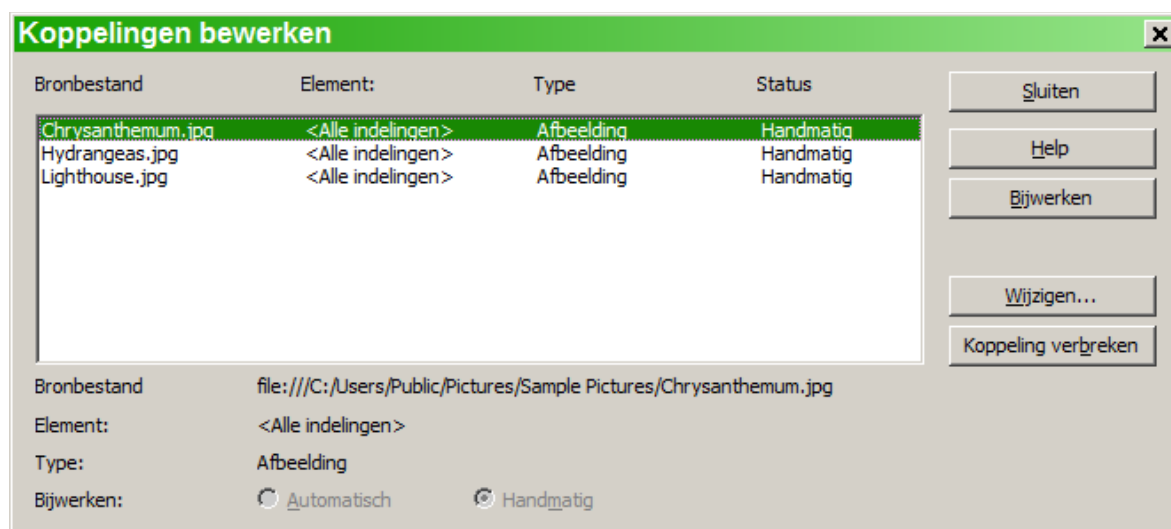 Koppelingen bewerken
Bronbestand Element: Type Status
Chrysanthemum.jpg <Alle indelingen> Afbeelding Handmatig
Hydrangeas.jpg <Alle indelingen> Afbeelding Handmatig
Lighthouse.jpg <Alle indelingen> Afbeelding Handmatig
Sluiten
Help
Bijwerken
Wijzigen...
Koppeling verbreken
Bronbestand file:///C:/Users/Public/Pictures/Sample Pictures/Chrysanthemum.jpg
Element: <Alle indelingen>
Type: Afbeelding
Bijwerken: Automatisch Handmatig